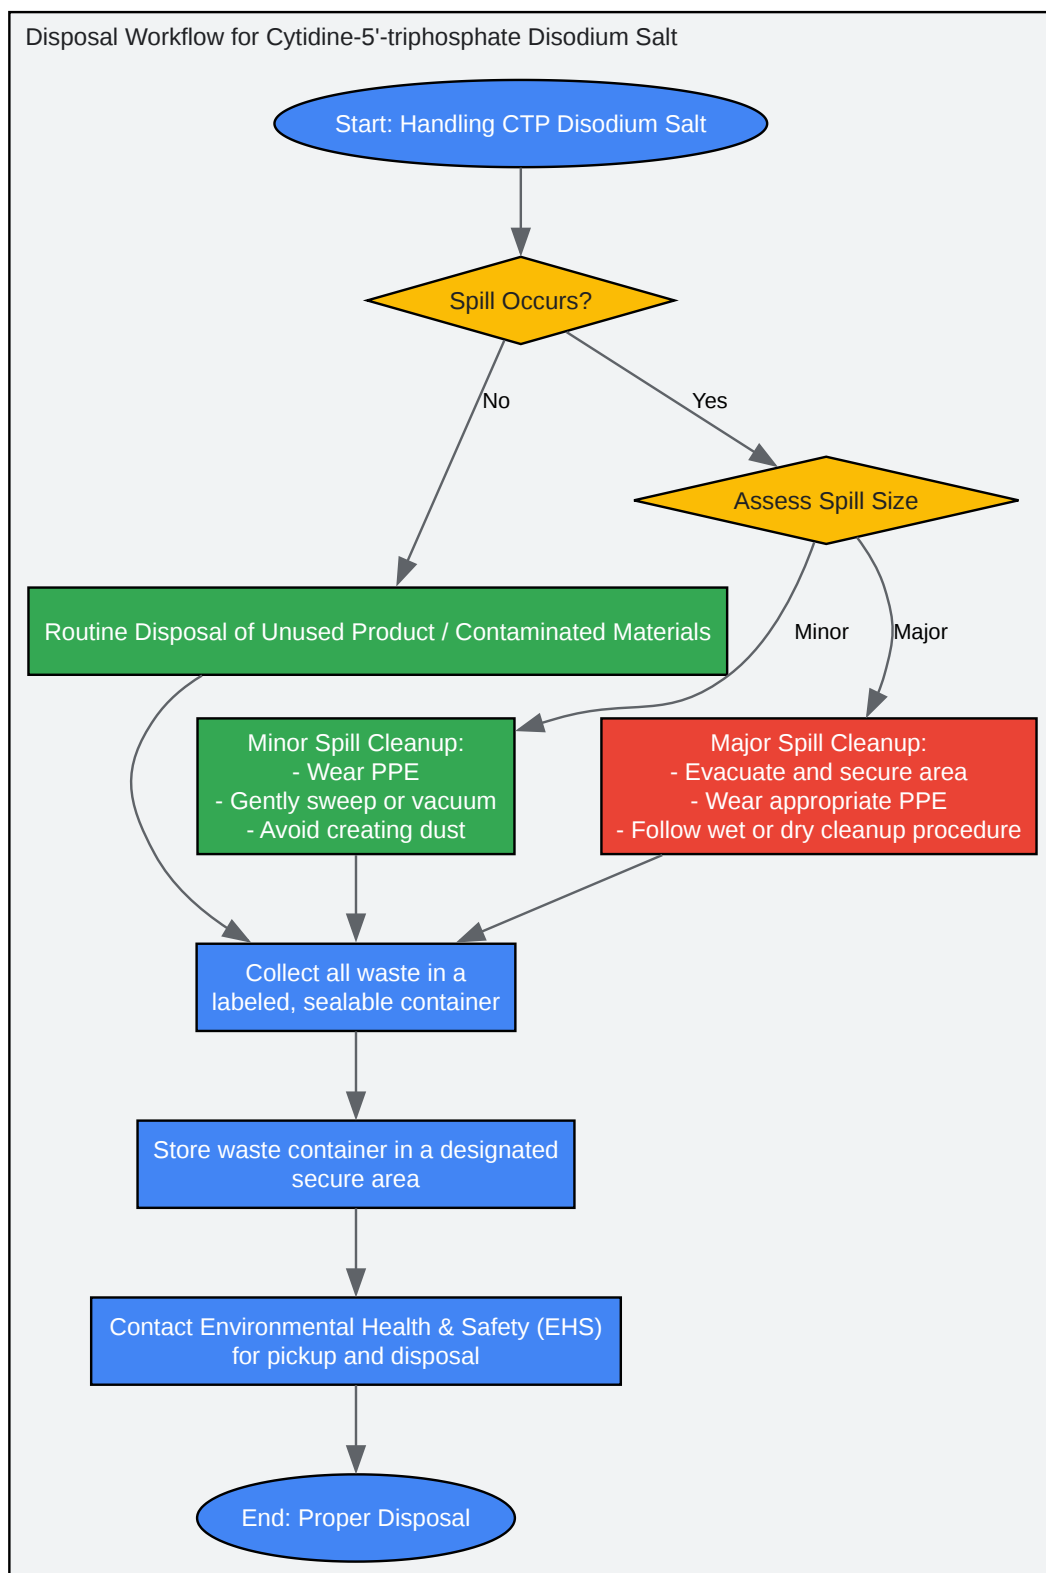 Disposal Workflow for Cytidine-5'-triphosphate Disodium Salt
Start: Handling CTP Disodium Salt
Spill Occurs?
No
Yes
Assess Spill Size
Routine Disposal of Unused Product / Contaminated Materials
Minor
Major
Minor Spill Cleanup:
- Wear PPE
- Gently sweep or vacuum
- Avoid creating dust
Major Spill Cleanup:
- Evacuate and secure area
- Wear appropriate PPE
- Follow wet or dry cleanup procedure
Collect all waste in a
labeled, sealable container
Store waste container in a designated
secure area
Contact Environmental Health & Safety (EHS)
for pickup and disposal
End: Proper Disposal